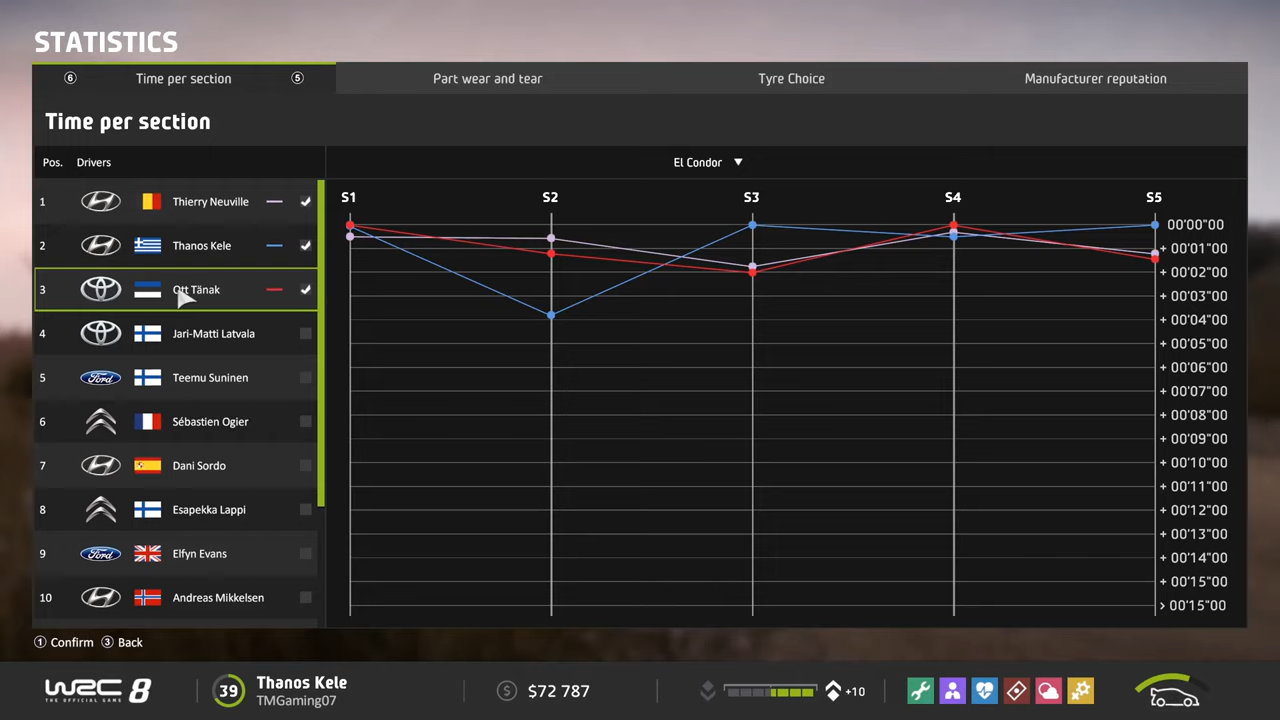 STATISTICS
6 Time per section 5 Part wear and tear Tyre Choice Manufacturer reputation
Time per section
Pos. Drivers El Condor
S1 S2 S3 S4 S5
1 Thierry Neuville
2 Thanos Kele
3 Ott Tänak
4 Jari-Matti Latvala
5 Teemu Suninen
6 Sébastien Ogier
7 Dani Sordo
8 Esapekka Lappi
9 Ford Elfyn Evans
10 Andreas Mikkelsen
00'00"00
+ 00'01"00
+ 00'02"00
+ 00'03"00
+ 00'04"00
+ 00'05"00
+ 00'06"00
+ 00'07"00
+ 00'08"00
+ 00'09"00
+ 00'10"00
+ 00'11"00
+ 00'12"00
+ 00'14"00
+ 00'15"00
> 00'15"00
1 Confirm 3 Back
WRC 8
THE OFFICIAL GAME
39 Thanos Kele
TMGaming07
$ $72 787
+10